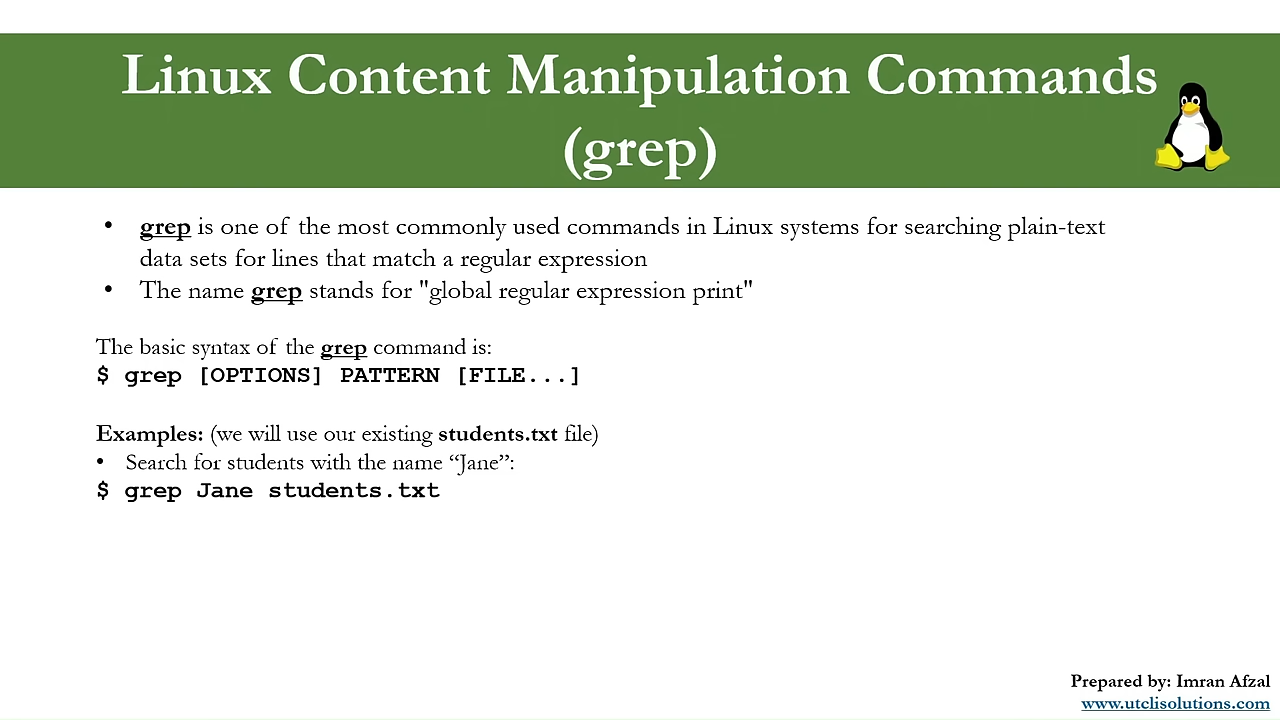 Linux Content Manipulation Commands
(grep)
• grep is one of the most commonly used commands in Linux systems for searching plain-text
data sets for lines that match a regular expression
• The name grep stands for "global regular expression print"
The basic syntax of the grep command is:
$ grep [OPTIONS] PATTERN [FILE...]
Examples: (we will use our existing students.txt file)
• Search for students with the name “Jane”:
$ grep Jane students.txt
Prepared by: Imran Afzal
www.utclisolutions.com